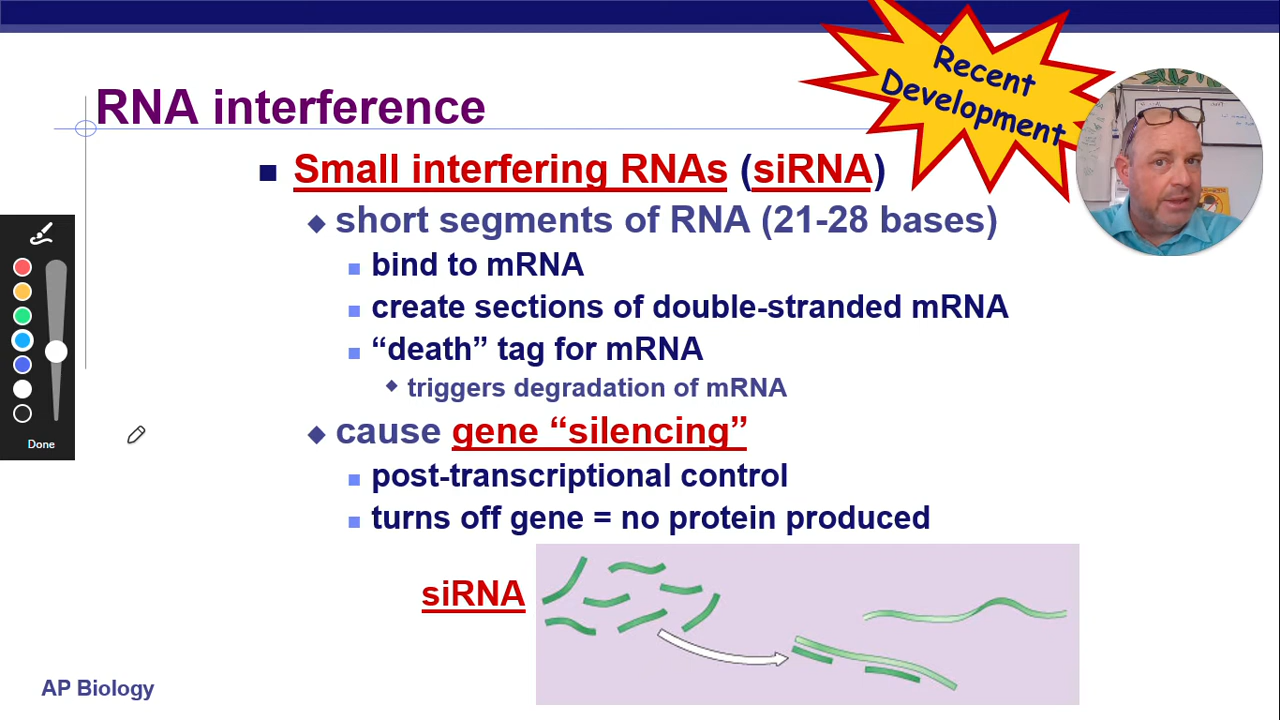 Recent
Development
RNA interference
Small interfering RNAs (siRNA)
short segments of RNA (21-28 bases)
bind to mRNA
create sections of double-stranded mRNA
“death” tag for mRNA
triggers degradation of mRNA
cause gene “silencing”
post-transcriptional control
turns off gene = no protein produced
Done
siRNA
AP Biology